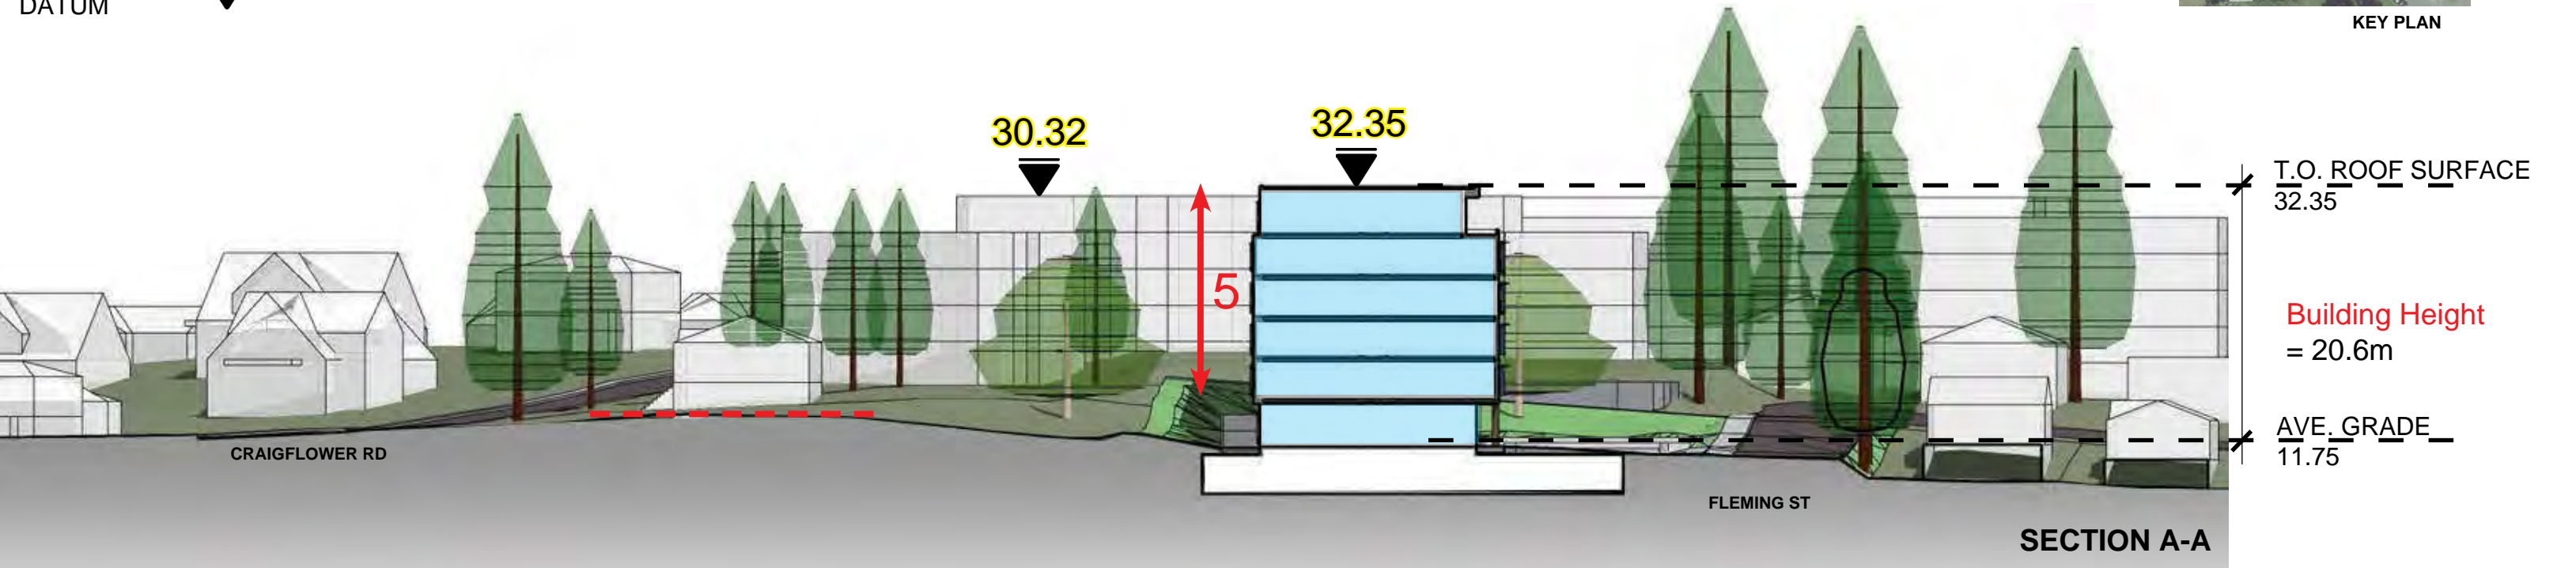 DATUM
KEY PLAN
30.32
32.35
T.O. ROOF SURFACE
32.35
5
Building Height
= 20.6m
AVE. GRADE
11.75
CRAIGFLOWER RD
FLEMING ST
SECTION A-A